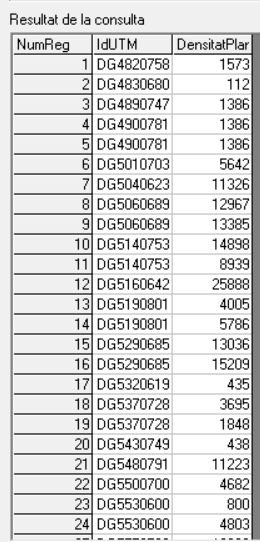 Resultat de la consulta
NumReg IdUTM DensitatPlar
1 DG4820758 1573
2 DG4830680 112
3 DG4890747 1386
4 DG4900781 1386
5 DG4900781 1386
6 DG5010703 5642
7 DG5040623 11326
8 DG5060689 12967
9 DG5060689 13385
10 DG5140753 14898
11 DG5140753 8939
12 DG5160642 25888
13 DG5190801 4005
14 DG5190801 5786
15 DG5290685 13036
16 DG5290685 15209
17 DG5320619 435
18 DG5370728 3695
19 DG5370728 1848
20 DG5430749 438
21 DG5480791 11223
22 DG5500700 4682
23 DG5530600 800
24 DG5530600 4803